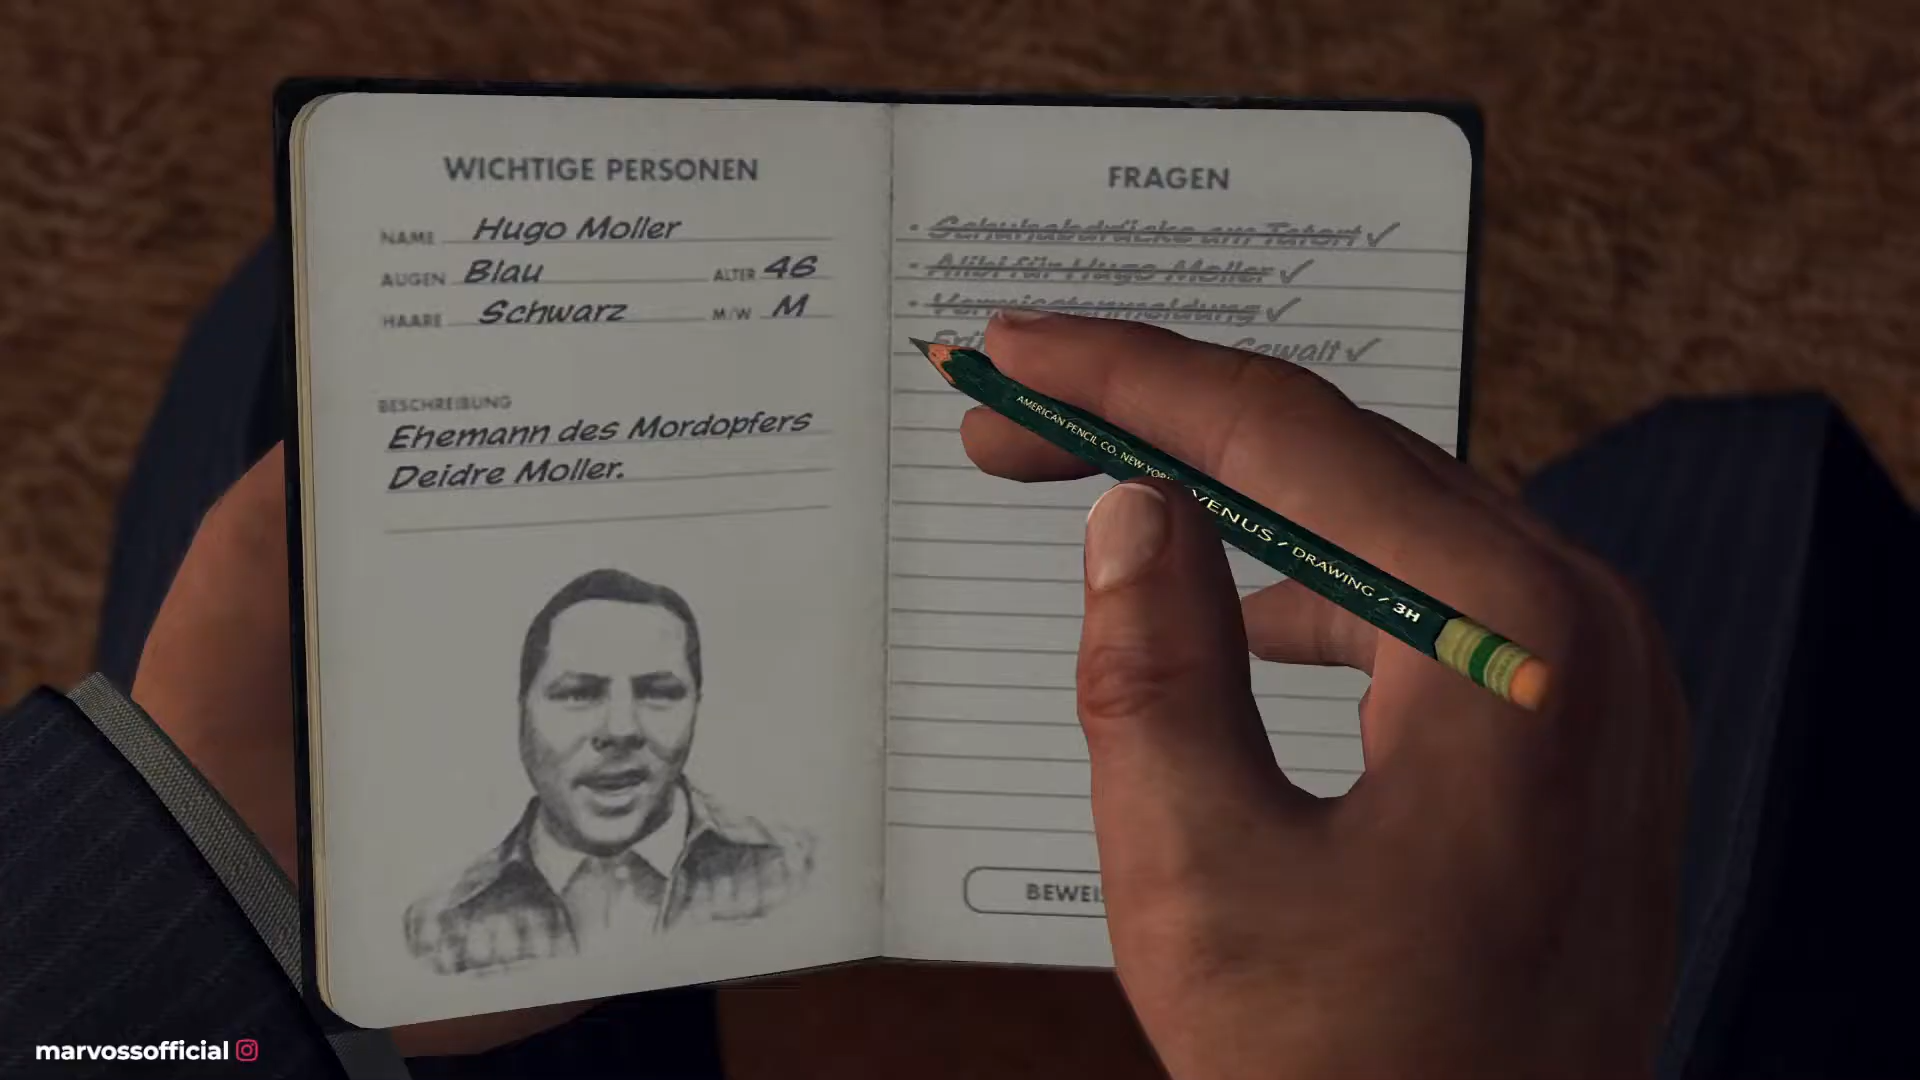 WICHTIGE PERSONEN
NAME Hugo Moller
AUGEN Blau ALTER 46
HAARE Schwarz M/W M
BESCHREIBUNG
Ehemann des Mordopfers
Deidre Moller.
FRAGEN
• Schuhabdrücke am Tatort ✓
• Alibi für Hugo Moller ✓
• Vermisstenmeldung ✓
Gewalt ✓
AMERICAN PENCIL CO. NEW YORK VENUS / DRAWING / 3H
marvossofficial